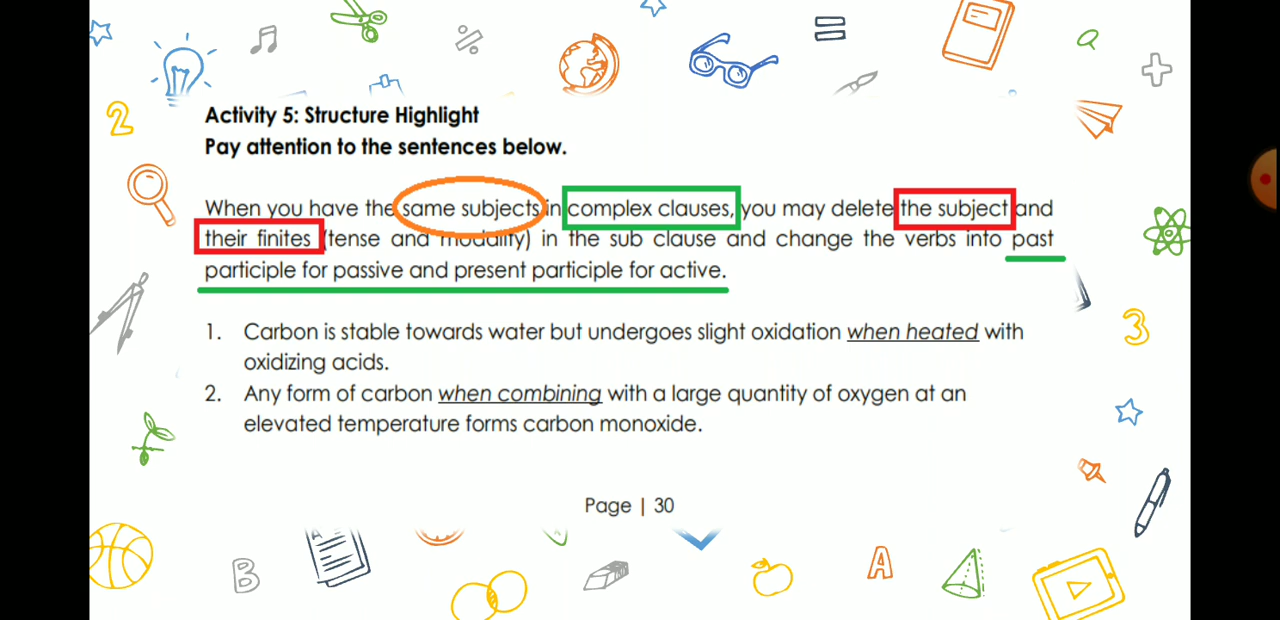 Activity 5: Structure Highlight
Pay attention to the sentences below.
When you have the same subjects in complex clauses, you may delete the subject and
their finites (tense and modality) in the sub clause and change the verbs into past
participle for passive and present participle for active.
1. Carbon is stable towards water but undergoes slight oxidation when heated with
oxidizing acids.
2. Any form of carbon when combining with a large quantity of oxygen at an
elevated temperature forms carbon monoxide.
Page | 30
2
3
B
A
A